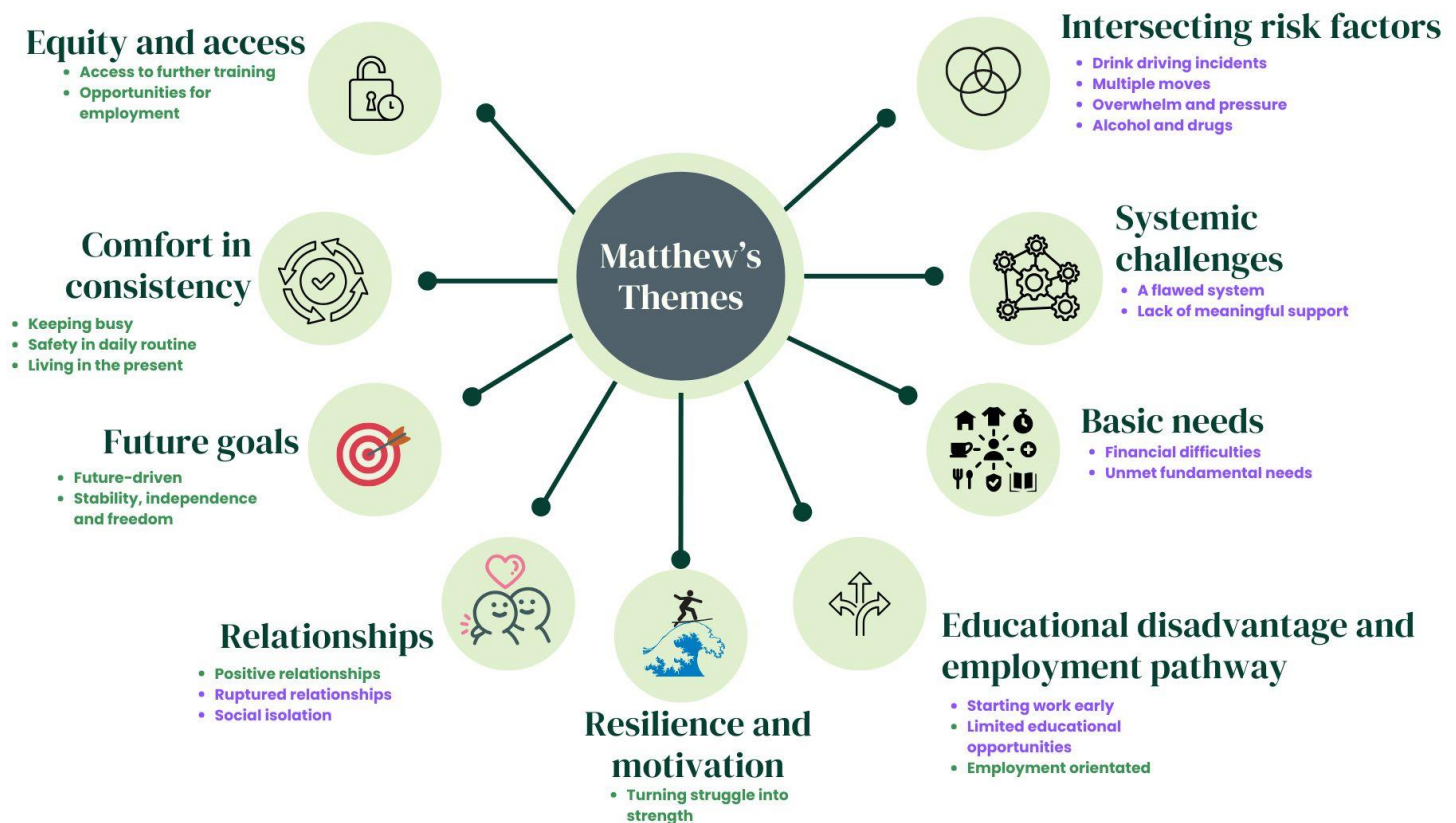 Matthew's
Themes
Equity and access
• Access to further training
• Opportunities for
employment
Comfort in
consistency
• Keeping busy
• Safety in daily routine
• Living in the present
Future goals
• Future-driven
• Stability, independence
and freedom
Relationships
• Positive relationships
• Ruptured relationships
• Social isolation
Resilience and
motivation
• Turning struggle into
strength
Educational disadvantage and
employment pathway
• Starting work early
• Limited educational
opportunities
• Employment orientated
Basic needs
• Financial difficulties
• Unmet fundamental needs
Systemic
challenges
• A flawed system
• Lack of meaningful support
Intersecting risk factors
• Drink driving incidents
• Multiple moves
• Overwhelm and pressure
• Alcohol and drugs